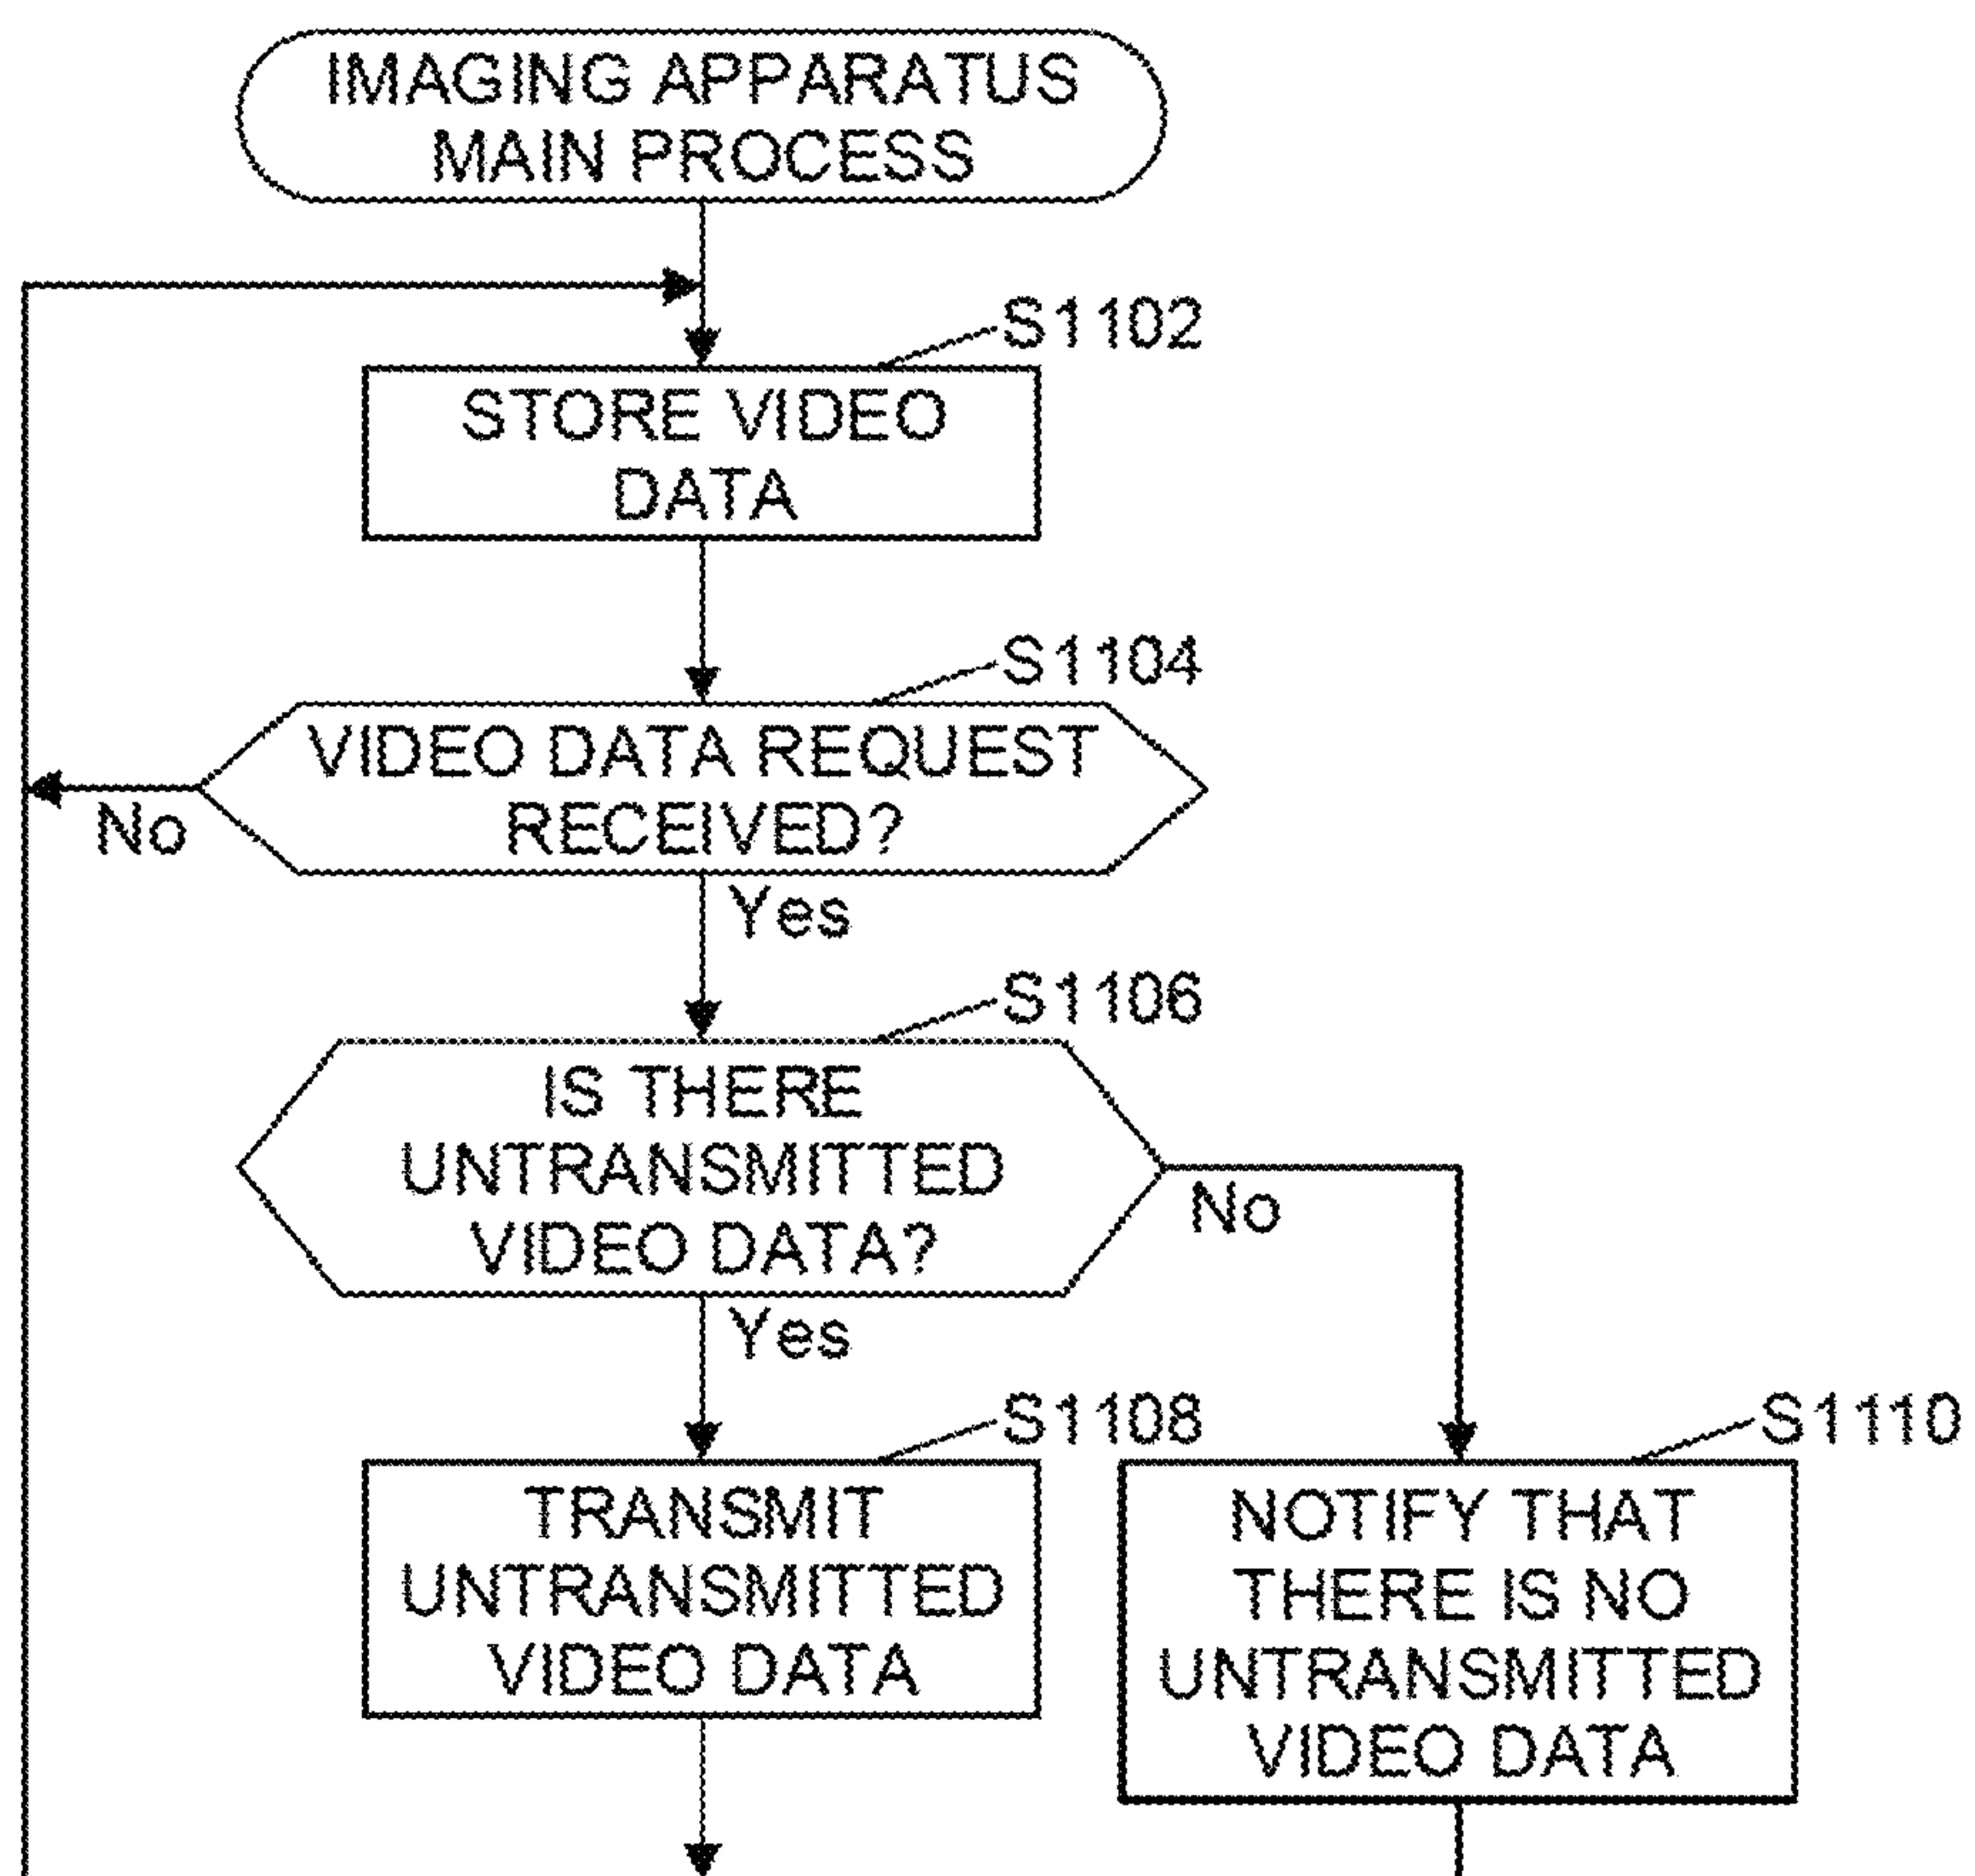 IMAGING APPARATUS
MAIN PROCESS
S1102
STORE VIDEO
DATA
S1104
VIDEO DATA REQUEST
RECEIVED?
No
Yes
S1106
IS THERE
UNTRANSMITTED
VIDEO DATA?
No
Yes
S1108
TRANSMIT
UNTRANSMITTED
VIDEO DATA
S1110
NOTIFY THAT
THERE IS NO
UNTRANSMITTED
VIDEO DATA